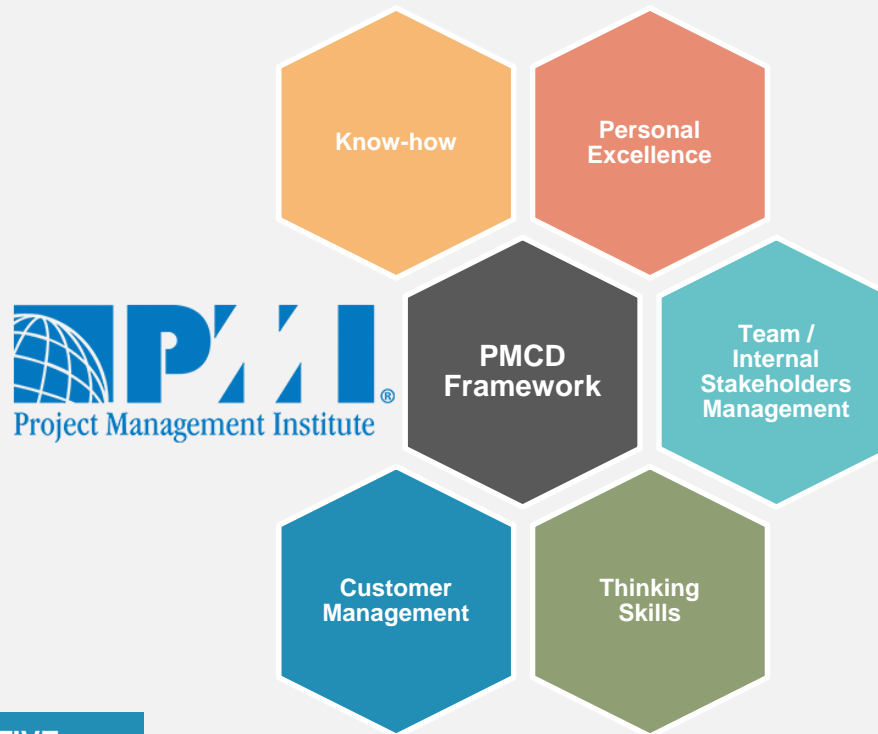 Know-how
Personal
Excellence
PMI®
Project Management Institute
PMCD
Framework
Team /
Internal
Stakeholders
Management
Customer
Management
Thinking
Skills